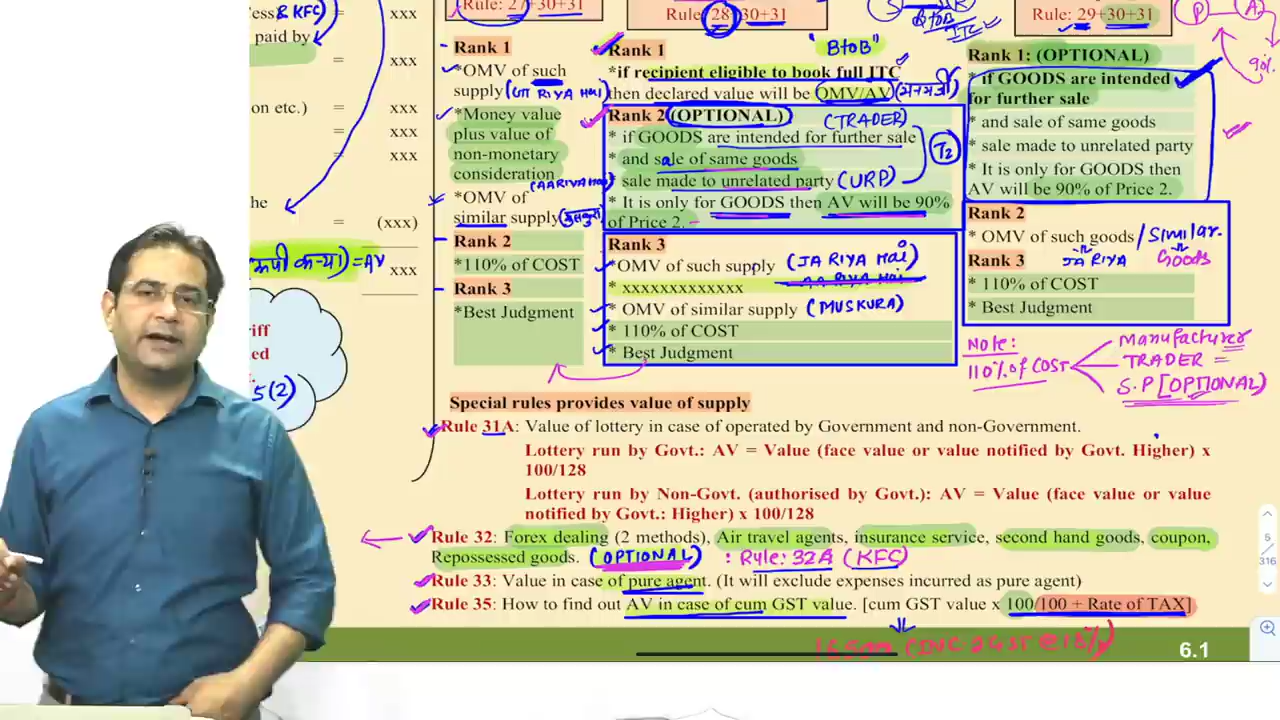 ess & KFC)
= xxx
paid by
= xxx
on etc.) = xxx
= xxx
= xxx
he
= (xxx)
= AV
xxx
iff
ed
5(2)
Rule: 27+30+31
Rank 1
*OMV of such
supply
*Money value
plus value of
non-monetary
consideration
*OMV of
similar supply
Rank 2
*110% of COST
Rank 3
*Best Judgment
Rule: 28+30+31
"BtoB"
Rank 1
*if recipient eligible to book full ITC
then declared value will be OMV/AV
Rank 2 (OPTIONAL) (TRADER)
* if GOODS are intended for further sale
* and sale of same goods
sale made to unrelated party (URP)
* It is only for GOODS then AV will be 90%
of Price 2.
Rank 3
*OMV of such supply (JA RIYA HAI)
* xxxxxxxxxxxxx
* OMV of similar supply (MUSKURA)
* 110% of COST
* Best Judgment
BtoB
ITC
Rule: 29+30+31
P A
90%
Rank 1: (OPTIONAL)
* if GOODS are intended
for further sale
* and sale of same goods
* sale made to unrelated party
* It is only for GOODS then
AV will be 90% of Price 2.
Rank 2
* OMV of such goods / Similar
JA RIYA Goods
Rank 3
* 110% of COST
* Best Judgment
Note:
110% of COST
Manufacturer
TRADER
S.P [OPTIONAL)
Special rules provides value of supply
Rule 31A: Value of lottery in case of operated by Government and non-Government.
Lottery run by Govt.: AV = Value (face value or value notified by Govt. Higher) x
100/128
Lottery run by Non-Govt. (authorised by Govt.): AV = Value (face value or value
notified by Govt.: Higher) x 100/128
Rule 32: Forex dealing (2 methods), Air travel agents, insurance service, second hand goods, coupon,
Repossessed goods. (OPTIONAL) : Rule: 32A (KFC)
Rule 33: Value in case of pure agent. (It will exclude expenses incurred as pure agent)
Rule 35: How to find out AV in case of cum GST value. [cum GST value x 100/100 + Rate of TAX]
6.1
5
316